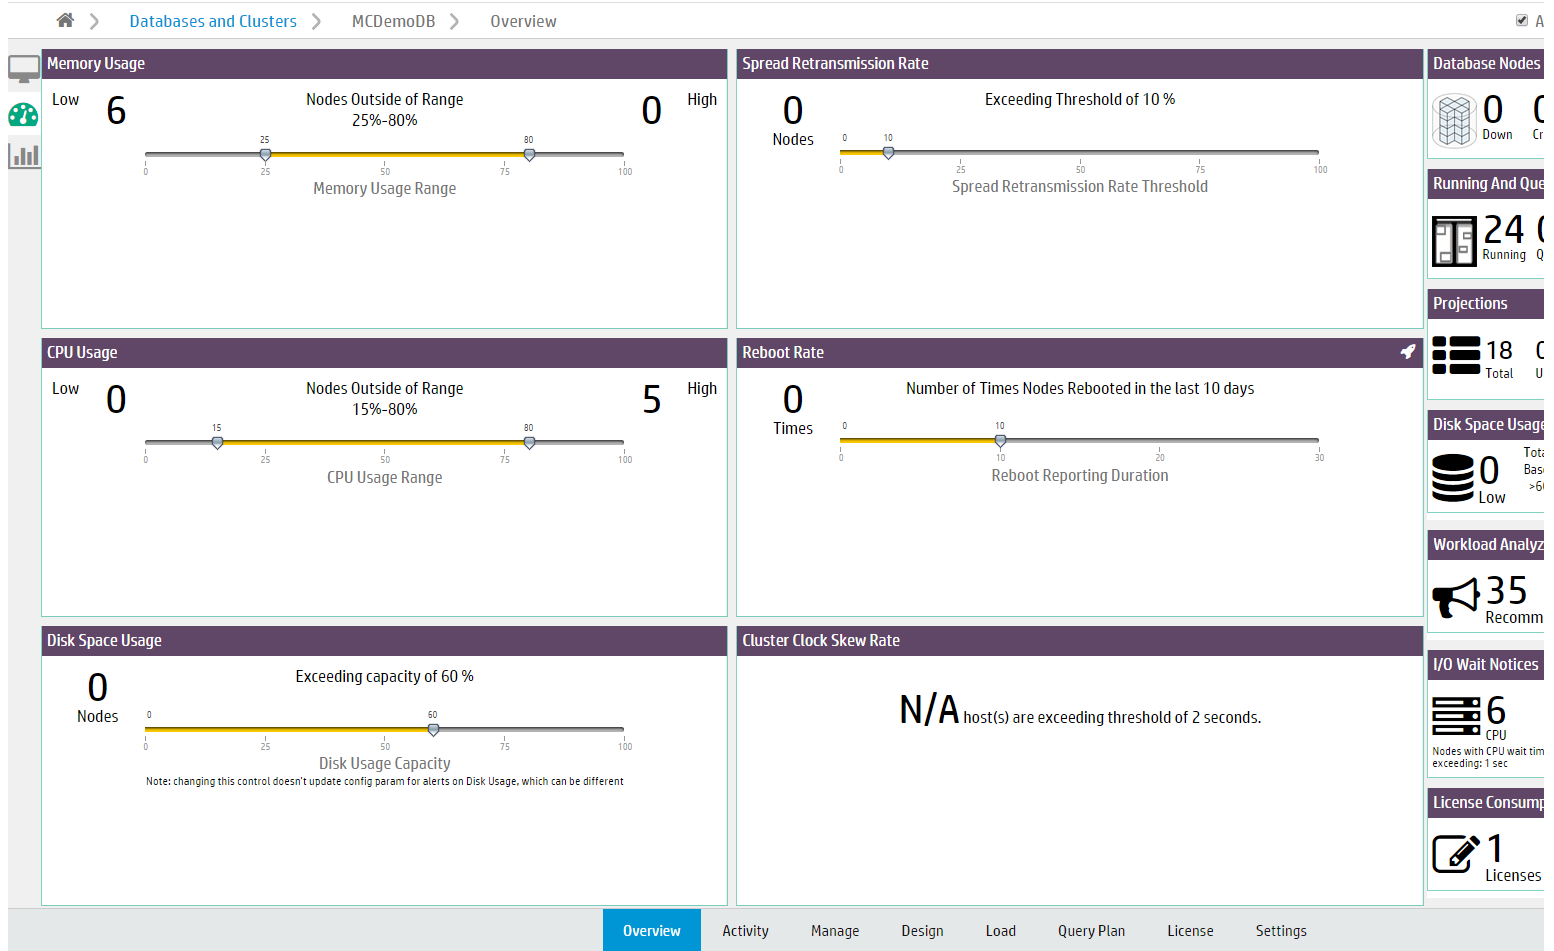 Databases and Clusters
MCDemoDB
Overview
Memory Usage
Low
6
Nodes Outside of Range
25%-80%
0
High
25
80
0
25
50
75
100
Memory Usage Range
Spread Retransmission Rate
0
Nodes
Exceeding Threshold of 10 %
0
10
0
25
50
75
100
Spread Retransmission Rate Threshold
CPU Usage
Low
0
Nodes Outside of Range
15%-80%
5
High
15
80
0
25
50
75
100
CPU Usage Range
Reboot Rate
0
Times
Number of Times Nodes Rebooted in the last 10 days
0
10
0
10
20
30
Reboot Reporting Duration
Disk Space Usage
0
Nodes
Exceeding capacity of 60 %
0
60
0
25
50
75
100
Disk Usage Capacity
Note: changing this control doesn't update config param for alerts on Disk Usage, which can be different
Cluster Clock Skew Rate
N/A host(s) are exceeding threshold of 2 seconds.
Database Nodes
0
Down
Running And
24
Running
Projections
18
Total
Disk Space Usage
0
Low
Workload
35
I/O Wait Notices
6
CPU
Nodes with CPU wait
exceeding: 1 sec
License
1
Licenses
Overview
Activity
Manage
Design
Load
Query Plan
License
Settings